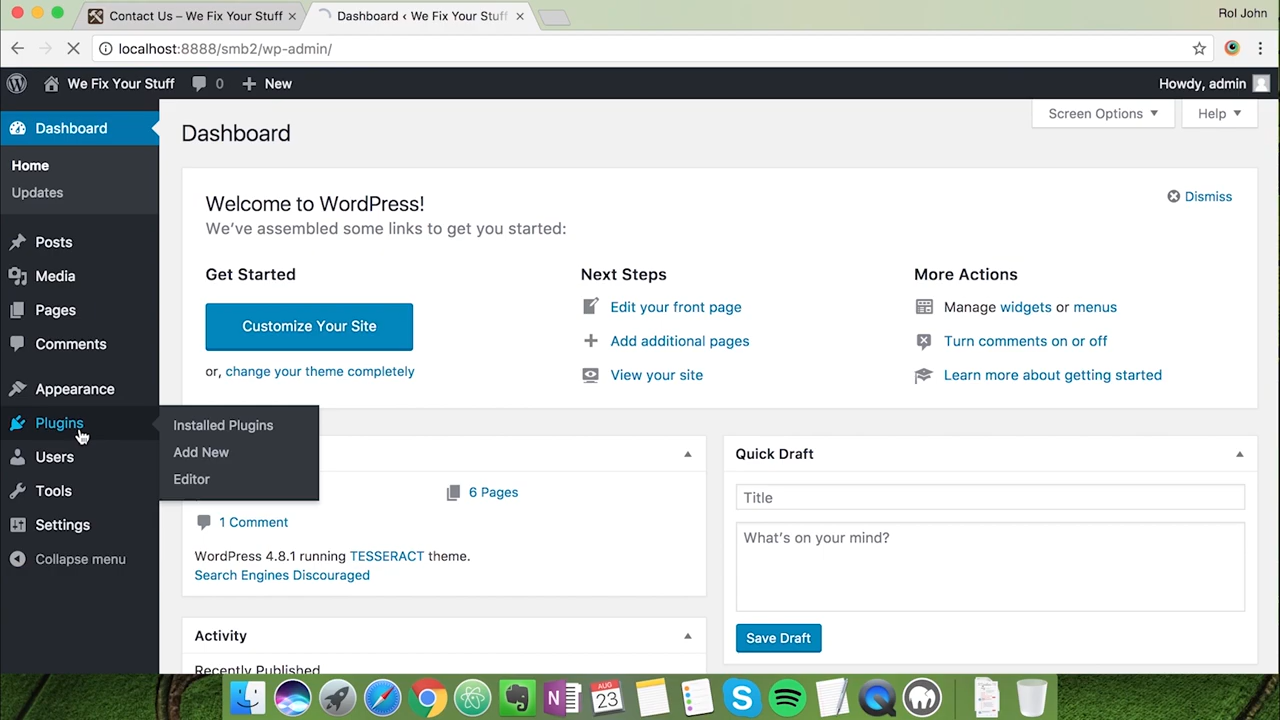 Contact Us – We Fix Your Stuff
Dashboard ‹ We Fix Your Stuff
Rol John
localhost:8888/smb2/wp-admin/
We Fix Your Stuff
0
New
Howdy, admin
Dashboard
Home
Updates
Posts
Media
Pages
Comments
Appearance
Plugins
Users
Tools
Settings
Collapse menu
Installed Plugins
Add New
Editor
Dashboard
Screen Options
Help
Welcome to WordPress!
We've assembled some links to get you started:
Dismiss
Get Started
Customize Your Site
or, change your theme completely
Next Steps
Edit your front page
Add additional pages
View your site
More Actions
Manage widgets or menus
Turn comments on or off
Learn more about getting started
6 Pages
1 Comment
WordPress 4.8.1 running TESSERACT theme.
Search Engines Discouraged
Activity
Recently Published
Quick Draft
Title
What's on your mind?
Save Draft
AUG
23